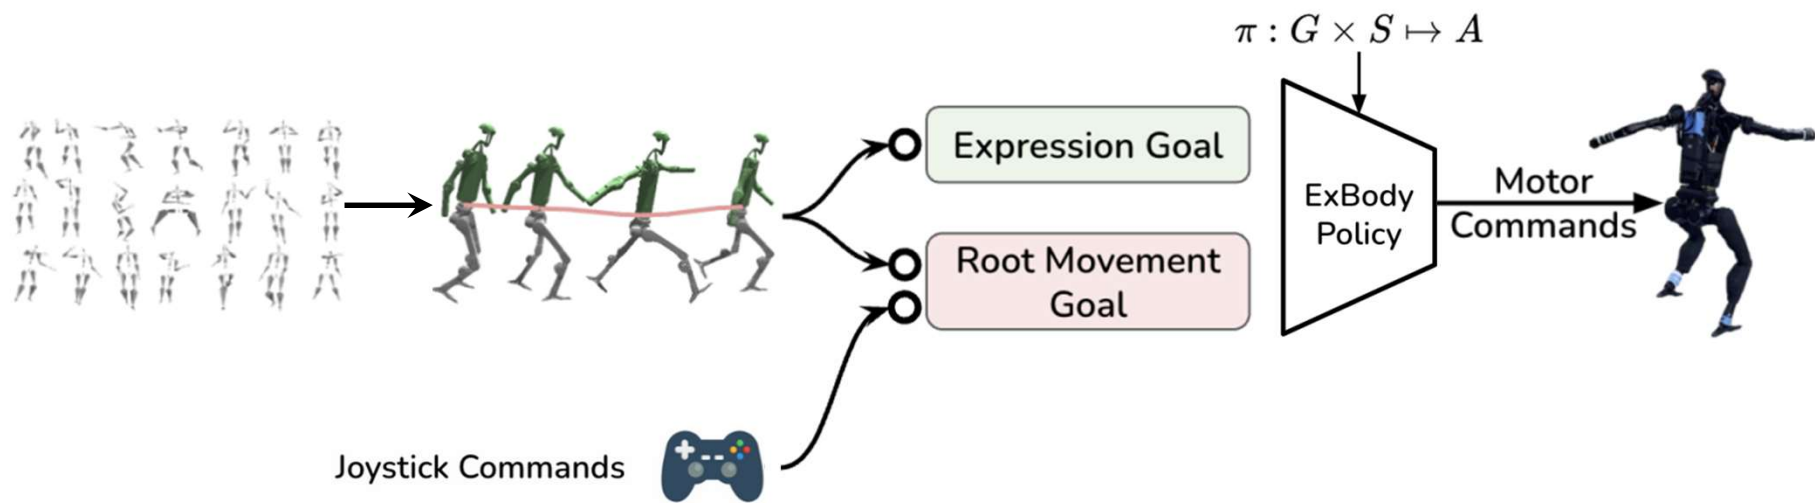 π : G × S ↦ A
Expression Goal
Root Movement
Goal
ExBody
Policy
Motor
Commands
Joystick Commands